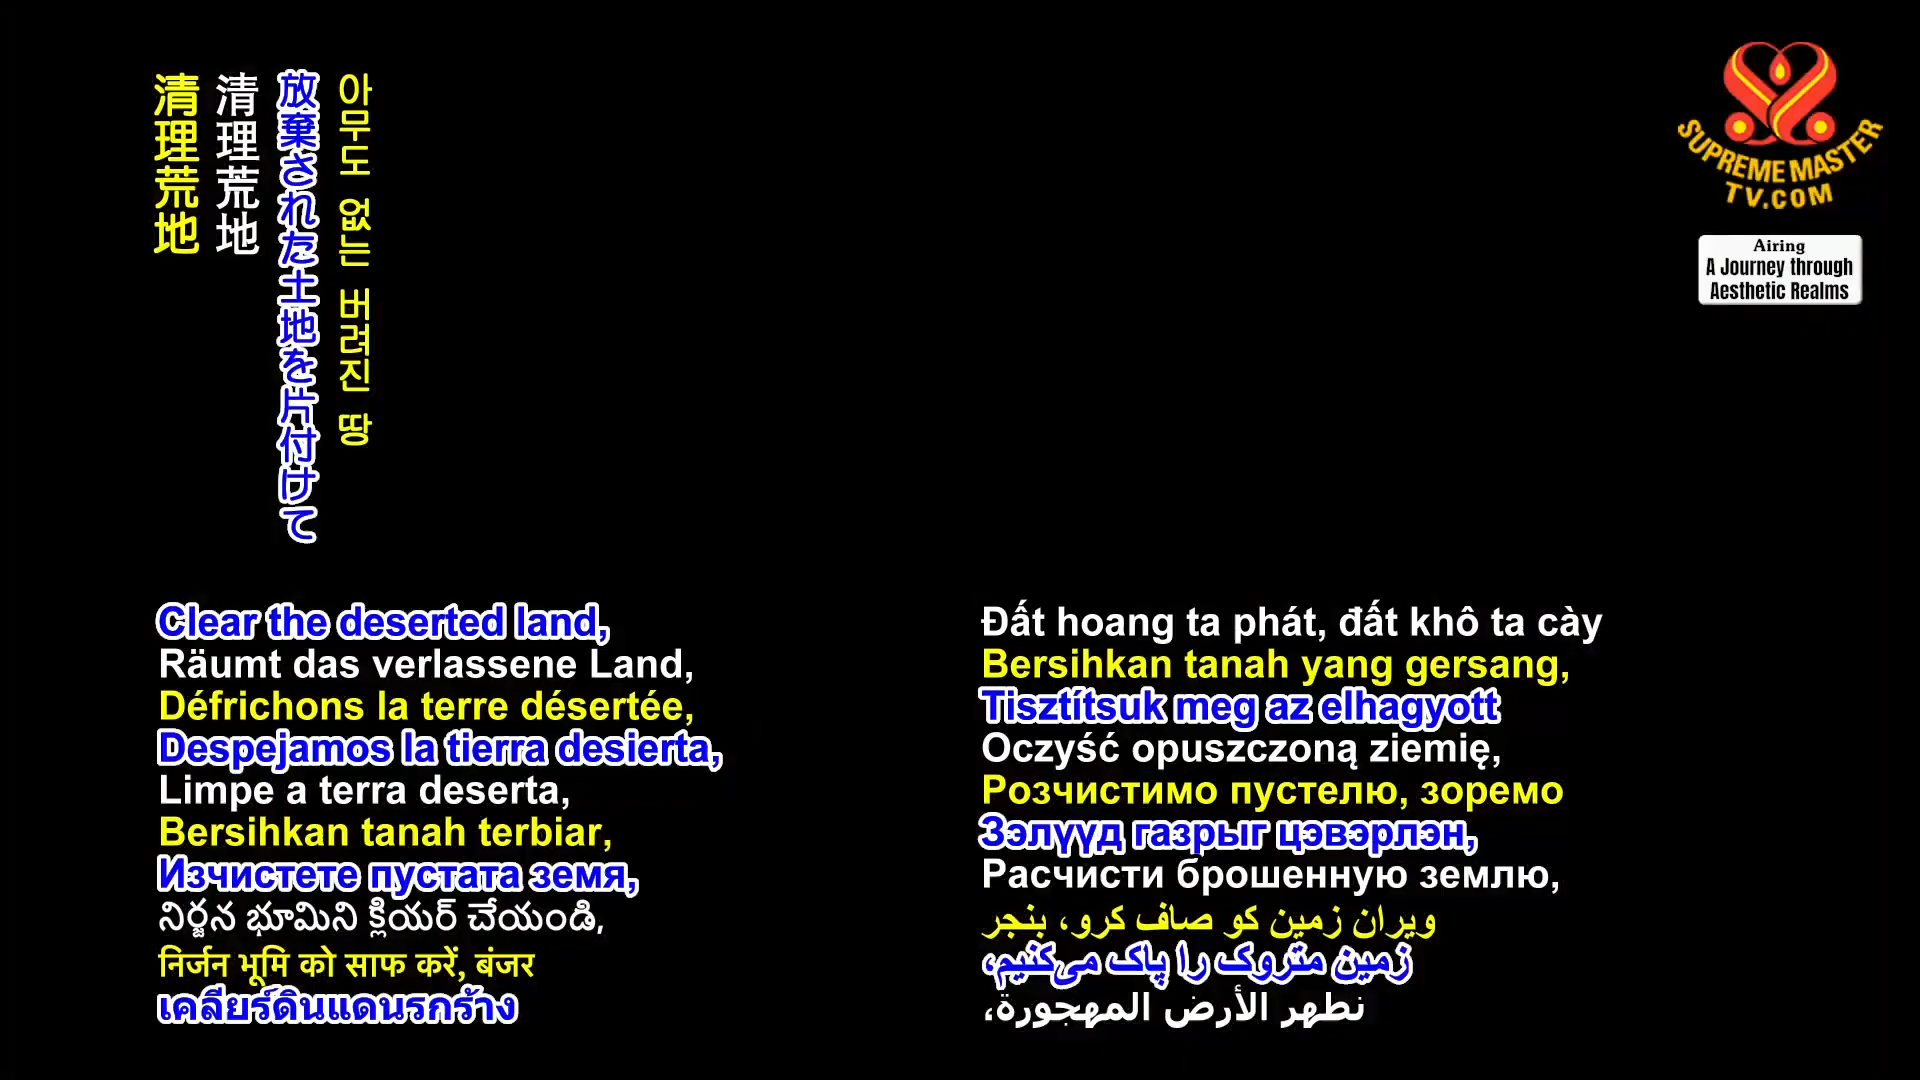 清理荒地
清理荒地
放棄された土地を片付けて
아무도 없는 버려진 땅
SUPREME MASTER
TV.COM
Airing
A Journey through
Aesthetic Realms
Clear the deserted land,
Räumt das verlassene Land,
Défrichons la terre désertée,
Despejamos la tierra desierta,
Limpe a terra deserta,
Bersihkan tanah terbiar,
Изчистете пустата земя,
నిర్జన భూమిని క్లియర్ చేయండి,
निर्जन भूमि को साफ करें, बंजर
เคลียร์ดินแดนรกร้าง
Đất hoang ta phát, đất khô ta cày
Bersihkan tanah yang gersang,
Tisztítsuk meg az elhagyott
Oczyść opuszczoną ziemię,
Розчистимо пустелю, зоремо
Зэлүүд газрыг цэвэрлэн,
Расчисти брошенную землю,
ویران زمین کو صاف کرو، بنجر
زمین متروک را پاک می‌کنیم،
نطهر الأرض المهجورة،